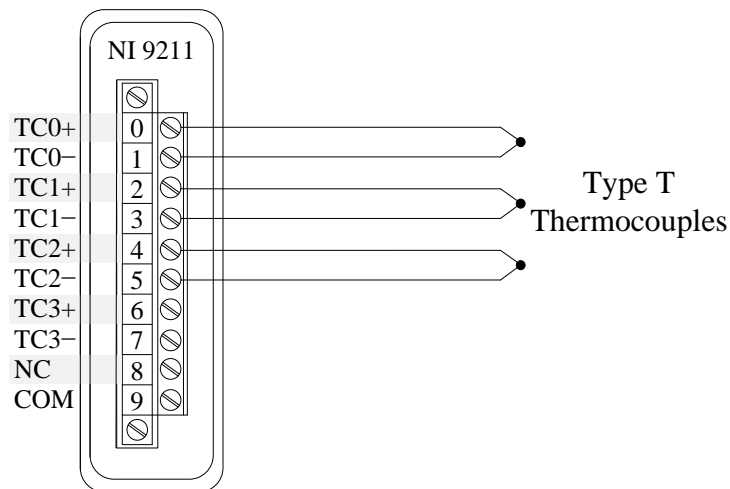 NI 9211
TC0+ 0
TC0− 1
TC1+ 2
TC1− 3
TC2+ 4
TC2− 5
TC3+ 6
TC3− 7
NC 8
COM 9
Type T
Thermocouples